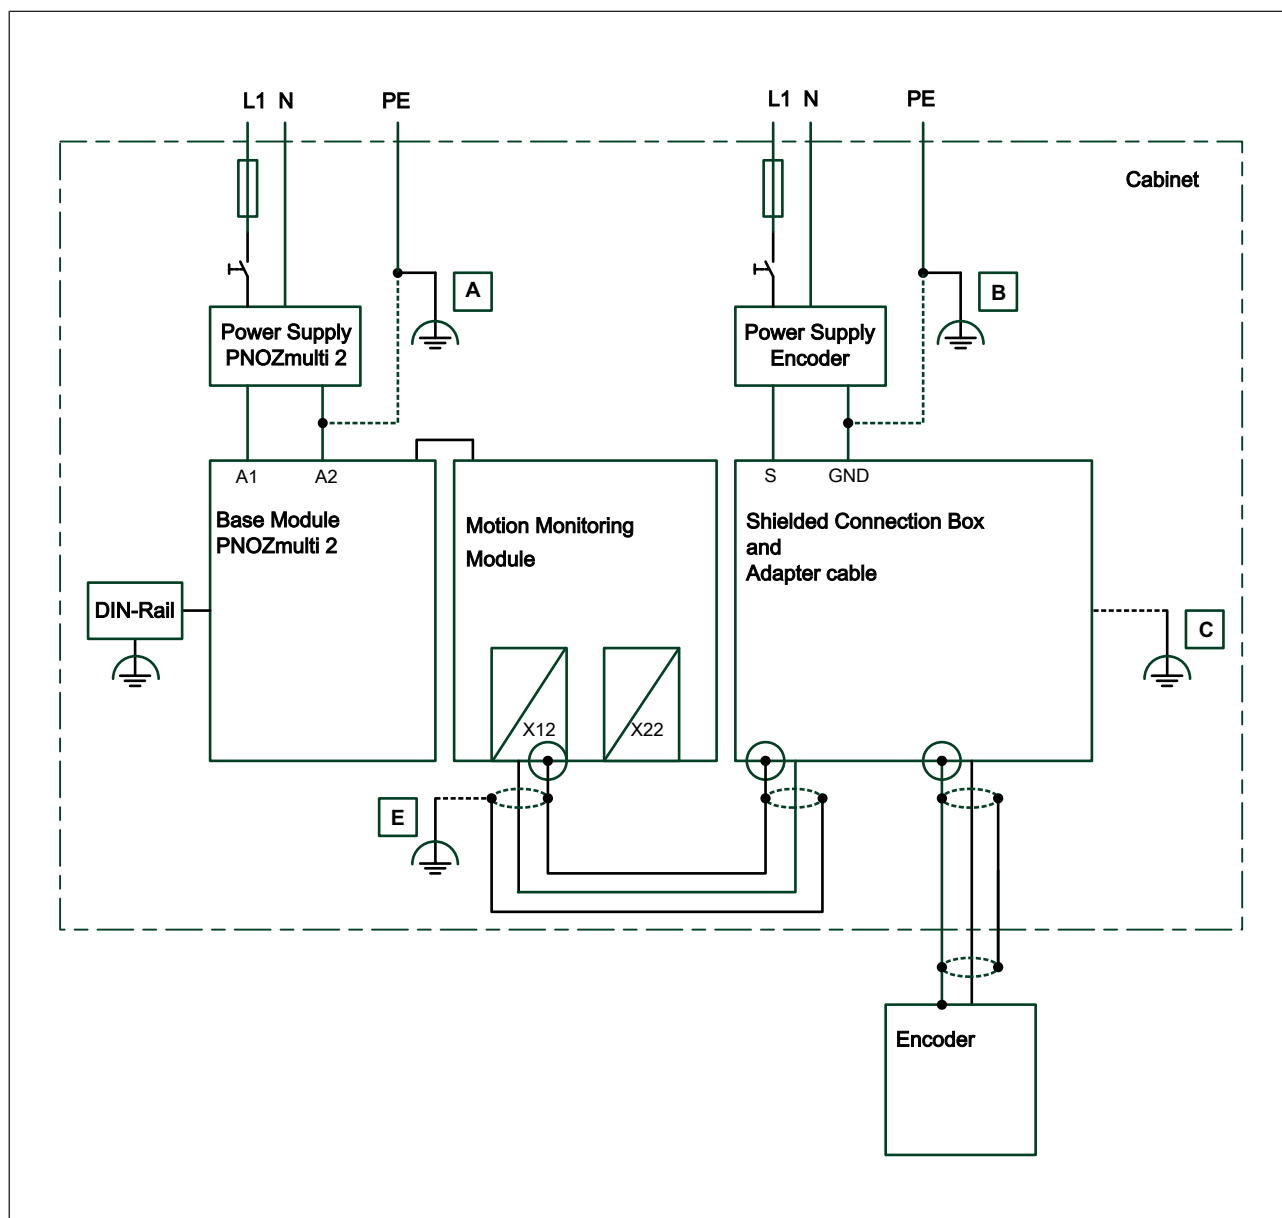 L1 N PE L1 N PE
Cabinet
A B
Power Supply
PNOZmulti 2
Power Supply
Encoder
A1 A2 S GND
Base Module
PNOZmulti 2
Motion Monitoring
Module
Shielded Connection Box
and
Adapter cable
DIN-Rail
C
X12 X22
E
Encoder